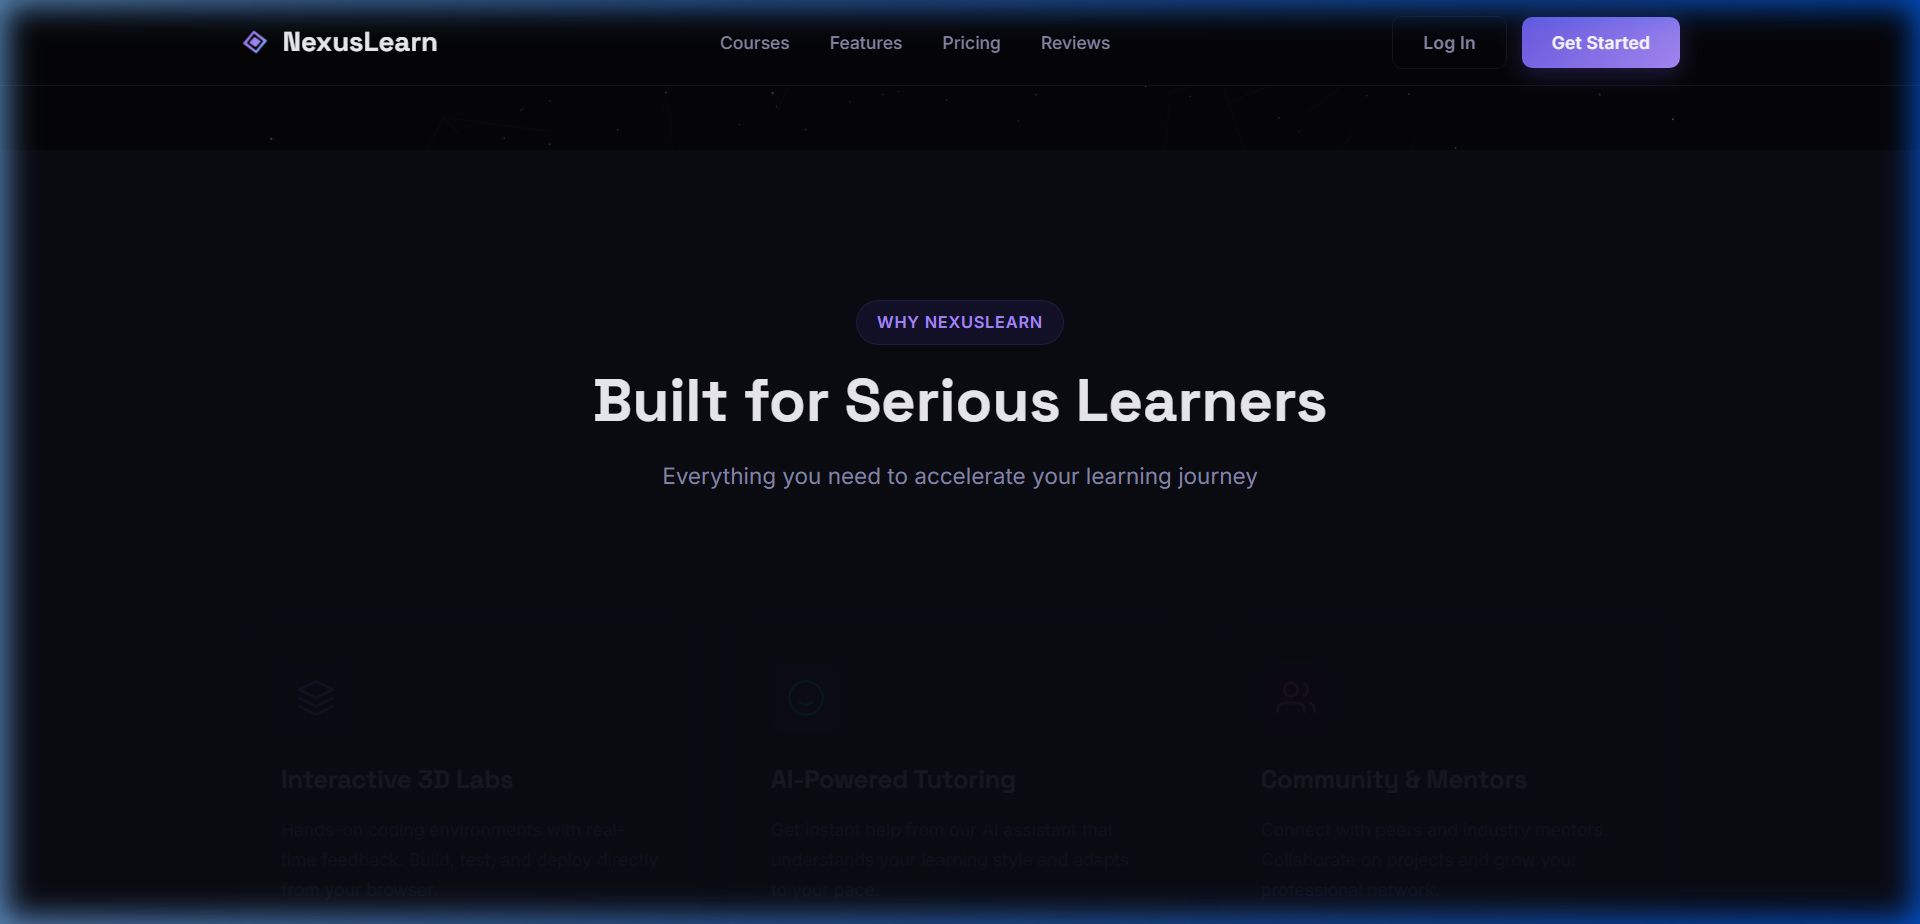 NexusLearn
Courses
Features
Pricing
Reviews
Log In
Get Started
WHY NEXUSLEARN
Built for Serious Learners
Everything you need to accelerate your learning journey
Interactive 3D Labs
Hands-on coding environments with real-
time feedback. Build, test, and deploy directly
from your browser.
AI-Powered Tutoring
Get instant help from our AI assistant that
understands your learning style and adapts
to your pace.
Community & Mentors
Connect with peers and industry mentors.
Collaborate on projects and grow your
professional network.